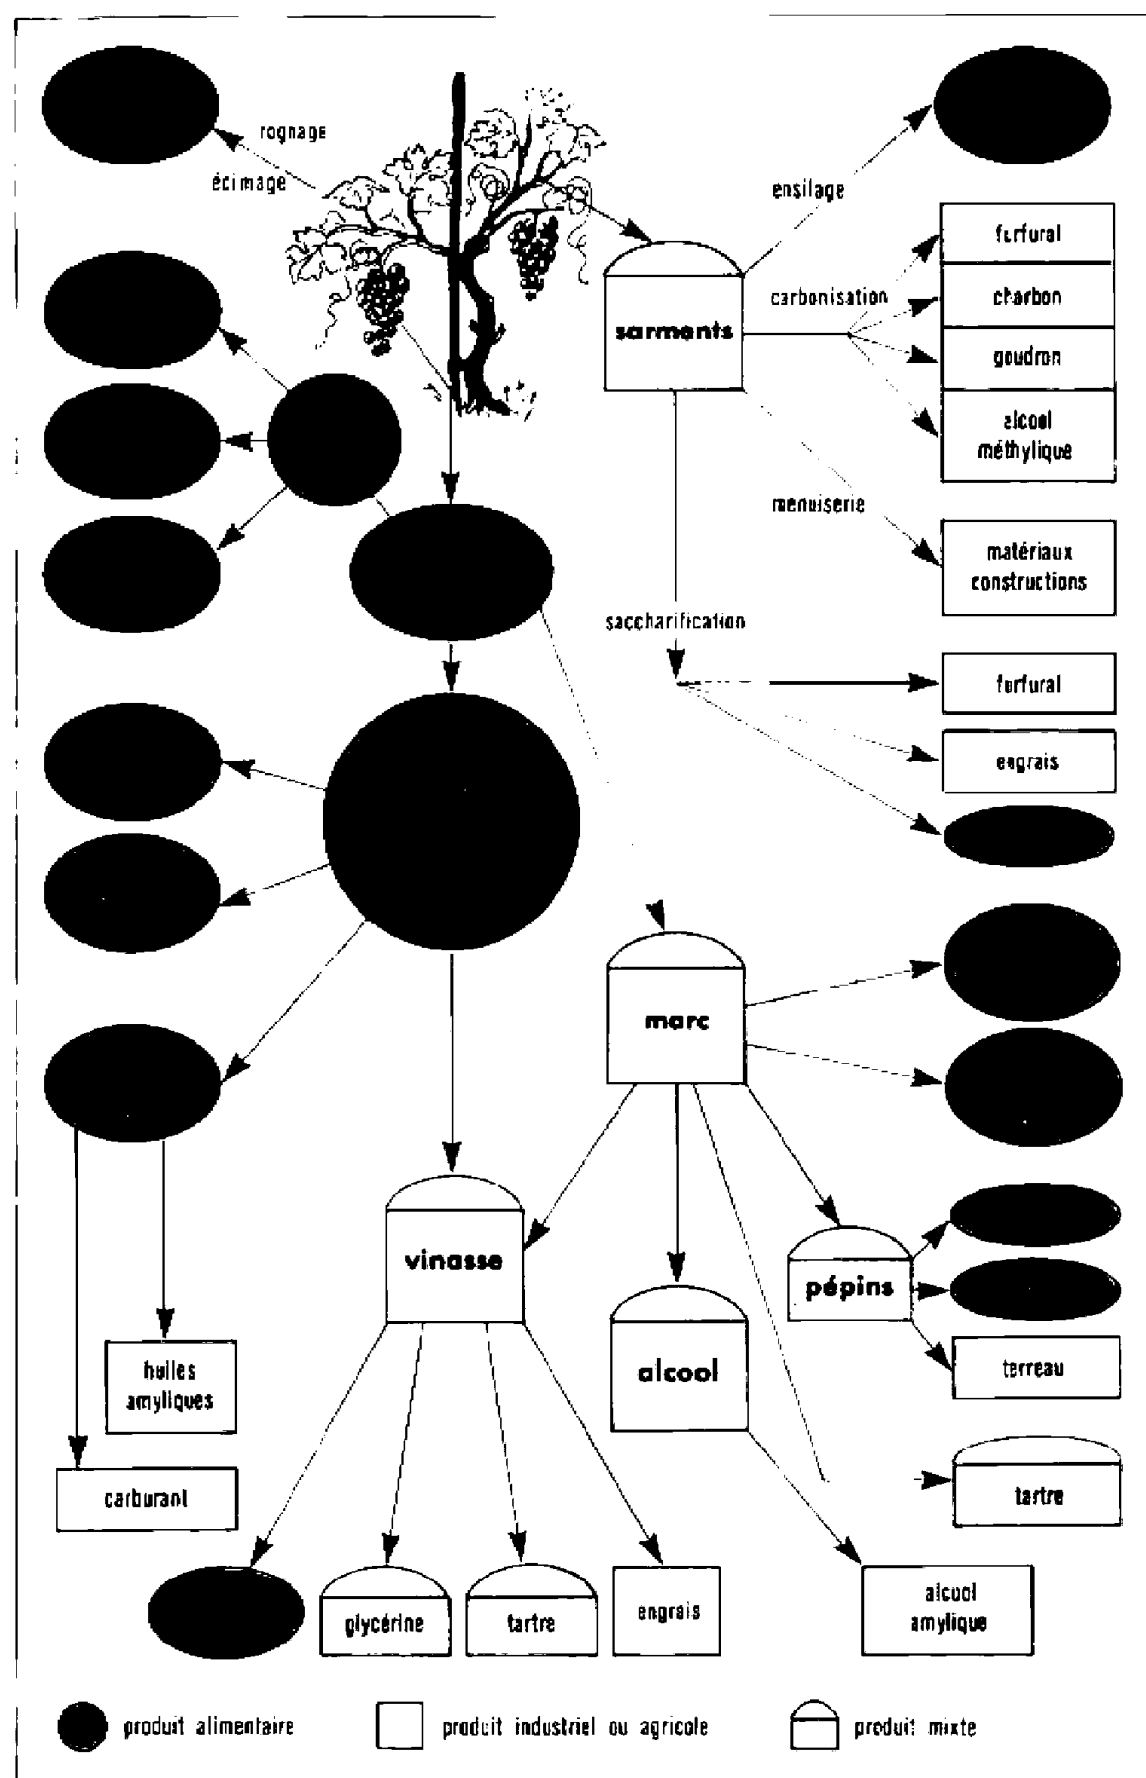 rognage
écimage
ensilage
furfural
carbonisation
charbon
sarments
goudron
alcool
méthylique
menuiserie
matériaux
constructions
saccharification
furfural
engrais
marc
vinasse
pépins
alcool
terreau
huiles
amyliques
carburant
tartre
glycérine
tartre
engrais
alcool
amylique
produit alimentaire
produit industriel ou agricole
produit mixte